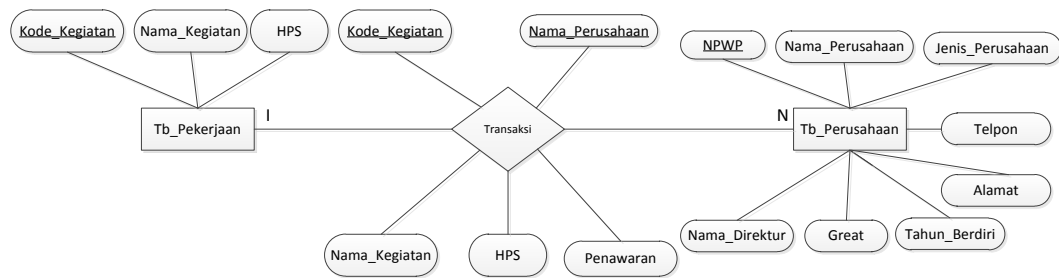 Kode_Kegiatan
Nama_Kegiatan
HPS
Kode_Kegiatan
Nama_Perusahaan
NPWP
Nama_Perusahaan
Jenis_Perusahaan
Tb_Pekerjaan
I
Transaksi
N
Tb_Perusahaan
Telpon
Alamat
Nama_Kegiatan
HPS
Penawaran
Nama_Direktur
Great
Tahun_Berdiri